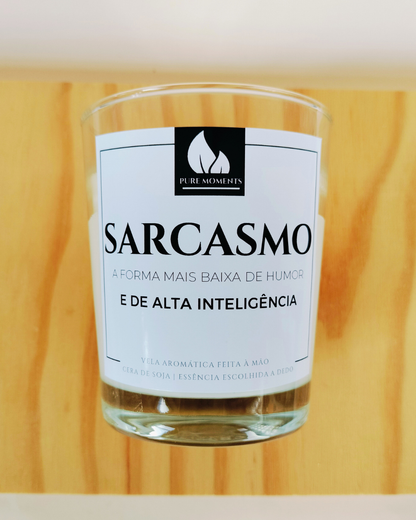 PURE MOMENTS
SARCASMO
A FORMA MAIS BAIXA DE HUMOR
E DE ALTA INTELIGÊNCIA
VELA AROMÁTICA FEITA À MÃO
CERA DE SOJA | ESSÊNCIA ESCOLHIDA A DEDO